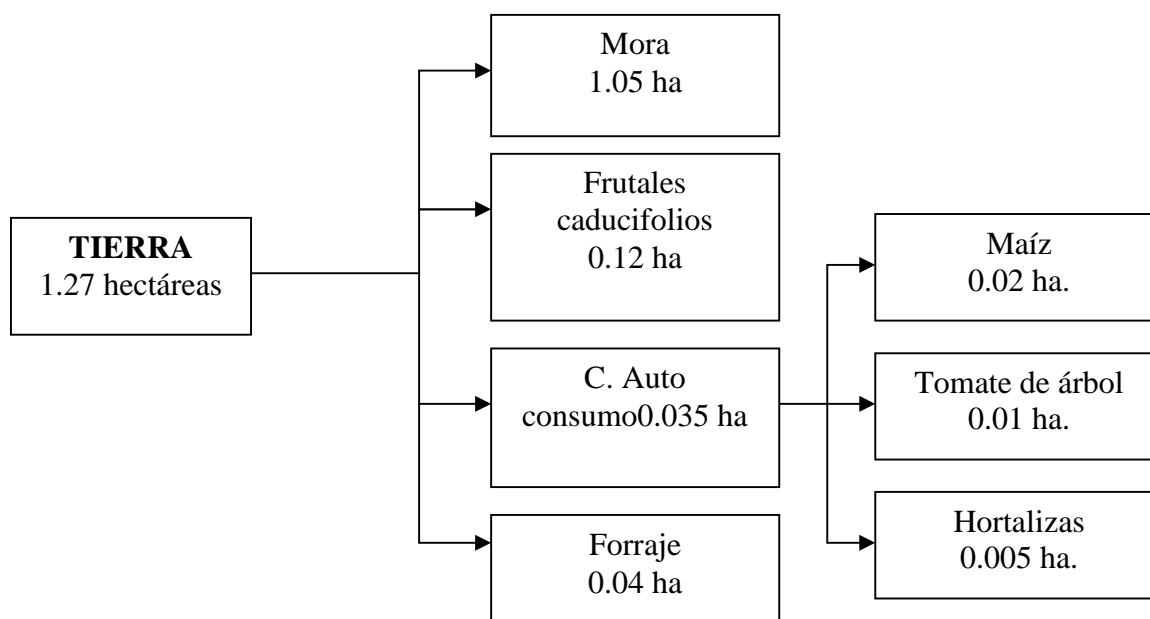 TIERRA
1.27 hectáreas
Mora
1.05 ha
Frutales
caducifolios
0.12 ha
C. Auto
consumo0.035 ha
Forraje
0.04 ha
Maíz
0.02 ha.
Tomate de árbol
0.01 ha.
Hortalizas
0.005 ha.